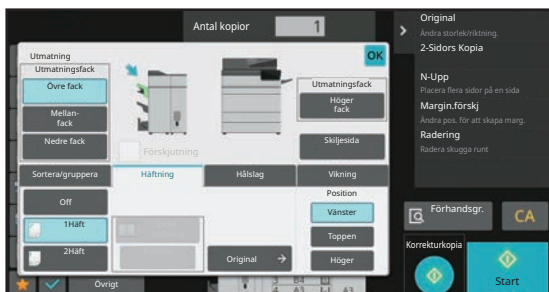 Antal kopior 1
Utmatning
OK
Utmatningsfack
Övre fack
Mellan-
fack
Nedre fack
Förskjutning
Utmatningsfack
Höger
fack
Skiljesida
Sortera/gruppera
Häftning
Hålslag
Vikning
Off
1Häft
2Häft
Original
Position
Vänster
Toppen
Höger
Övrigt
Original
Ändra storlek/riktning.
2-Sidors Kopia
N-Upp
Placera flera sidor på en sida
Margin.förskj
Ändra pos. för att skapa marg.
Radering
Radera skugga runt
Förhandsgr.
CA
Korrekturkopia
Start